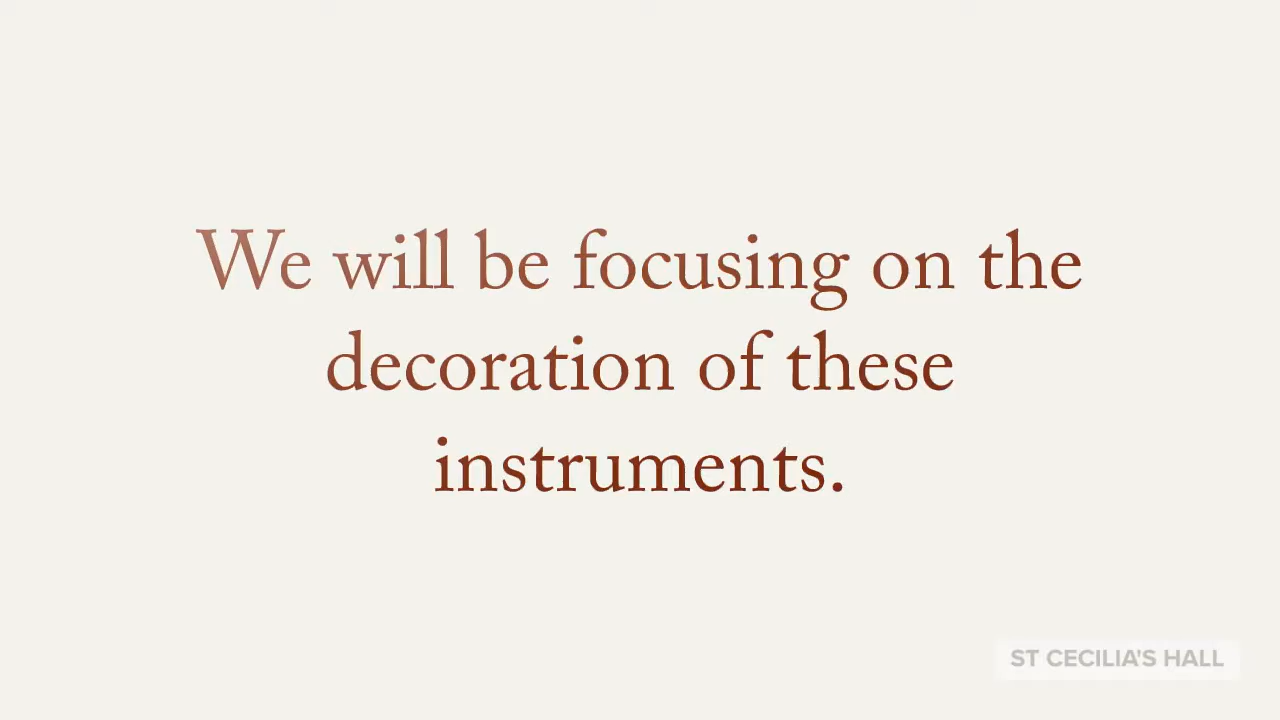 We will be focusing on the
decoration of these
instruments.
ST CECILIA'S HALL